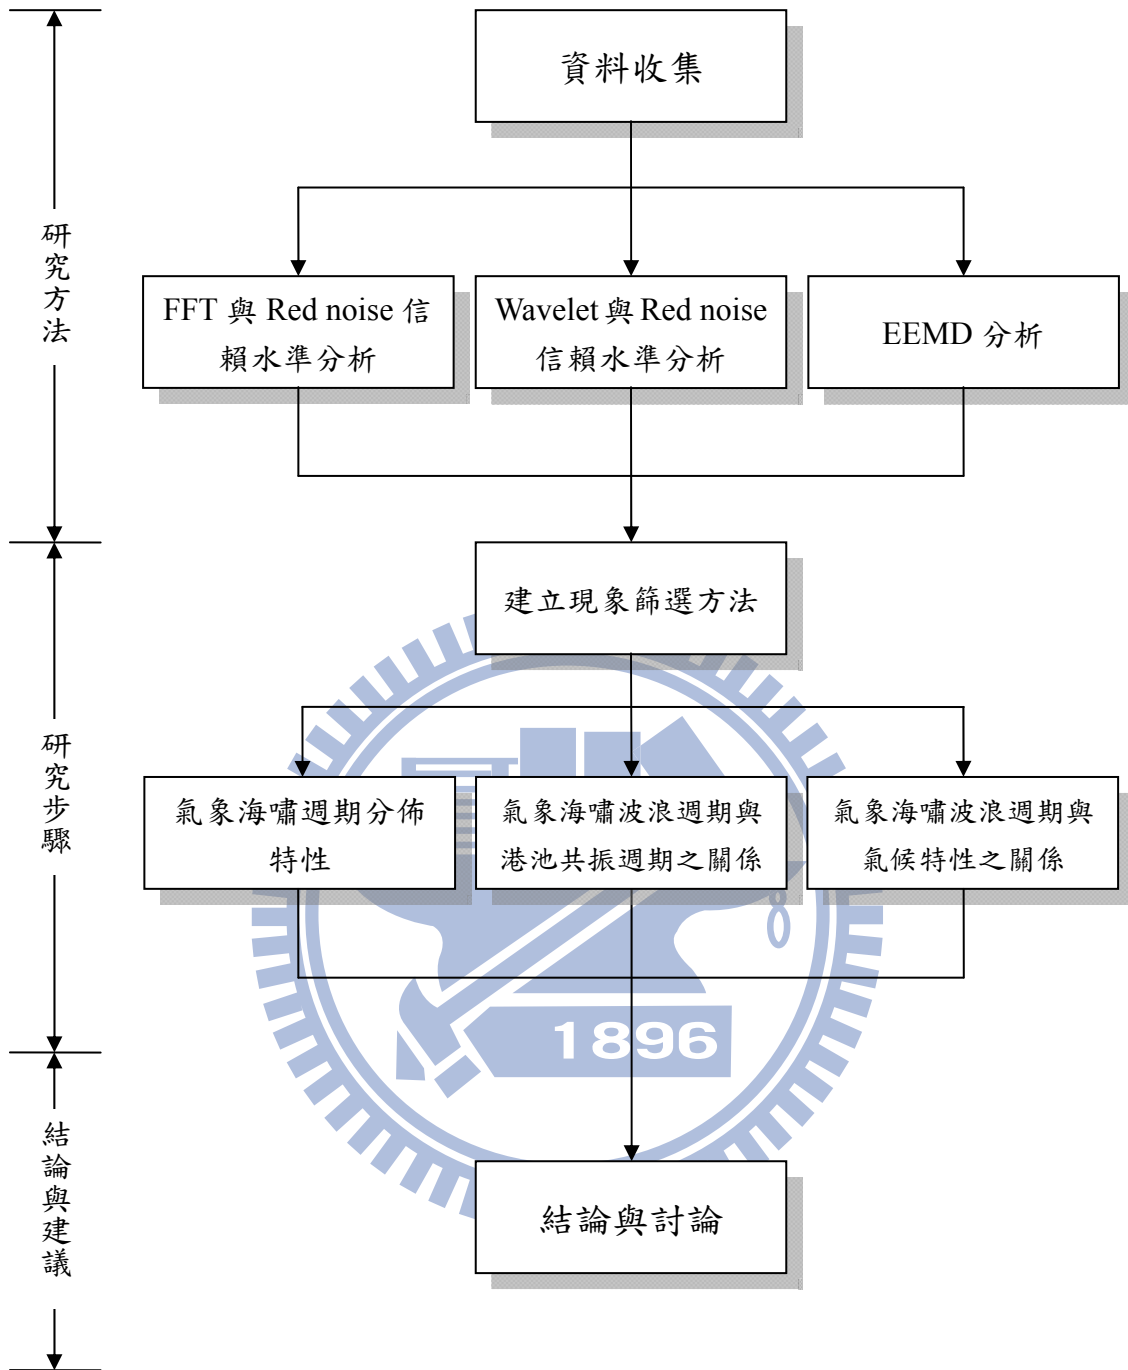 資料收集
研究方法
FFT 與 Red noise 信
賴水準分析
Wavelet 與 Red noise
信賴水準分析
EEMD 分析
建立現象篩選方法
研究步驟
氣象海嘯週期分佈
特性
氣象海嘯波浪週期與
港池共振週期之關係
氣象海嘯波浪週期與
氣候特性之關係
1896
結論與建議
結論與討論